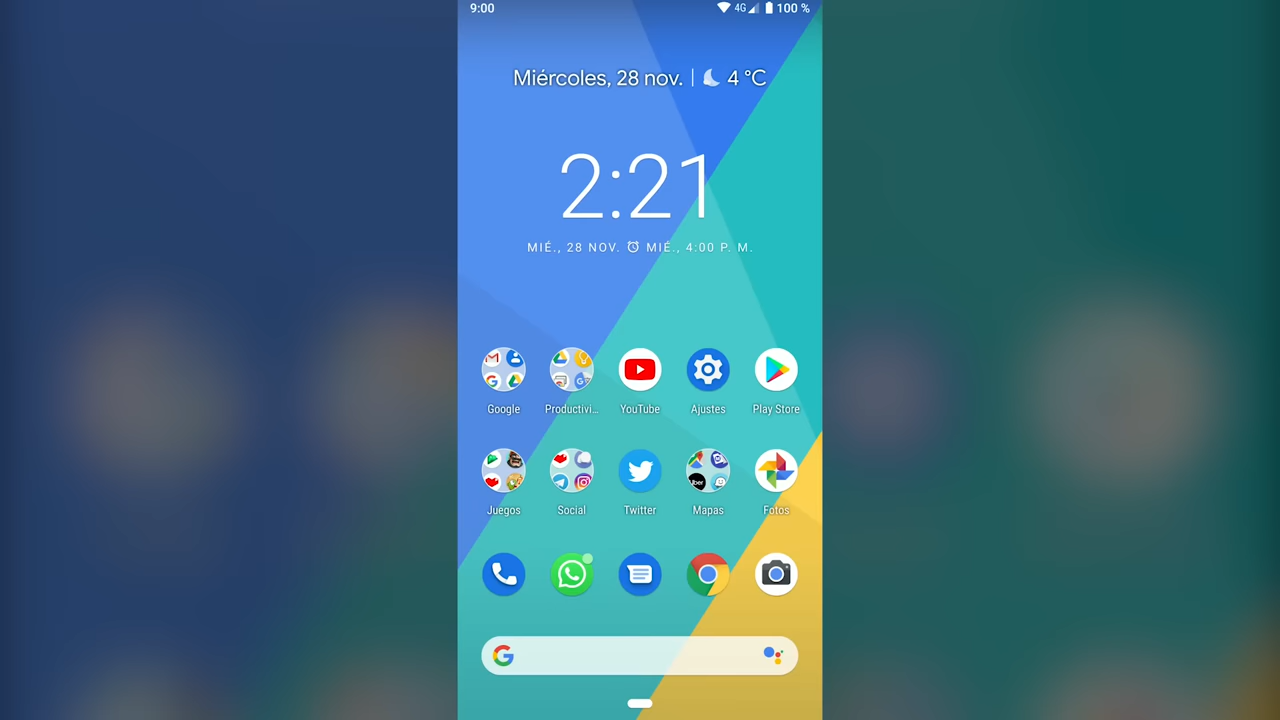 9:00 4G 100 %
Miércoles, 28 nov. | 4 °C
2:21
MIÉ., 28 NOV. MIÉ., 4:00 P. M.
Google Productivi... YouTube Ajustes Play Store
Uber
Juegos Social Twitter Mapas Fotos